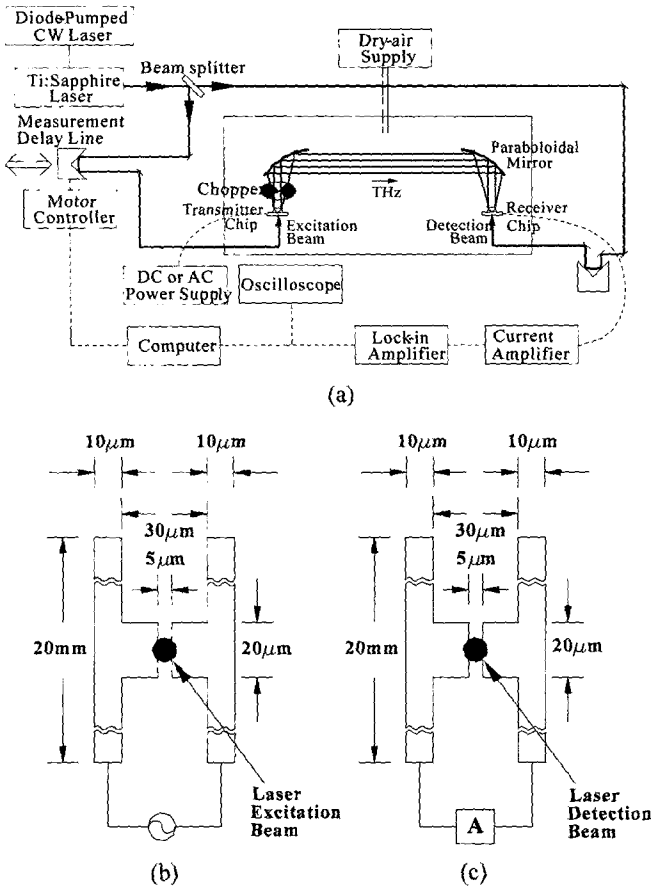 Diode-Pumped
CW Laser
Ti:Sapphire
Laser
Beam splitter
Dry-air
Supply
Measurement
Delay Line
Motor
Controller
Chopper
Transmitter
Chip
Excitation
Beam
THz
Paraboloidal
Mirror
Detection
Beam
Receiver
Chip
DC or AC
Power Supply
Oscilloscope
Computer
Lock-in
Amplifier
Current
Amplifier
(a)
10μm
10μm
30μm
5μm
20mm
20μm
Laser
Excitation
Beam
(b)
10μm
10μm
30μm
5μm
20mm
20μm
A
Laser
Detection
Beam
(c)